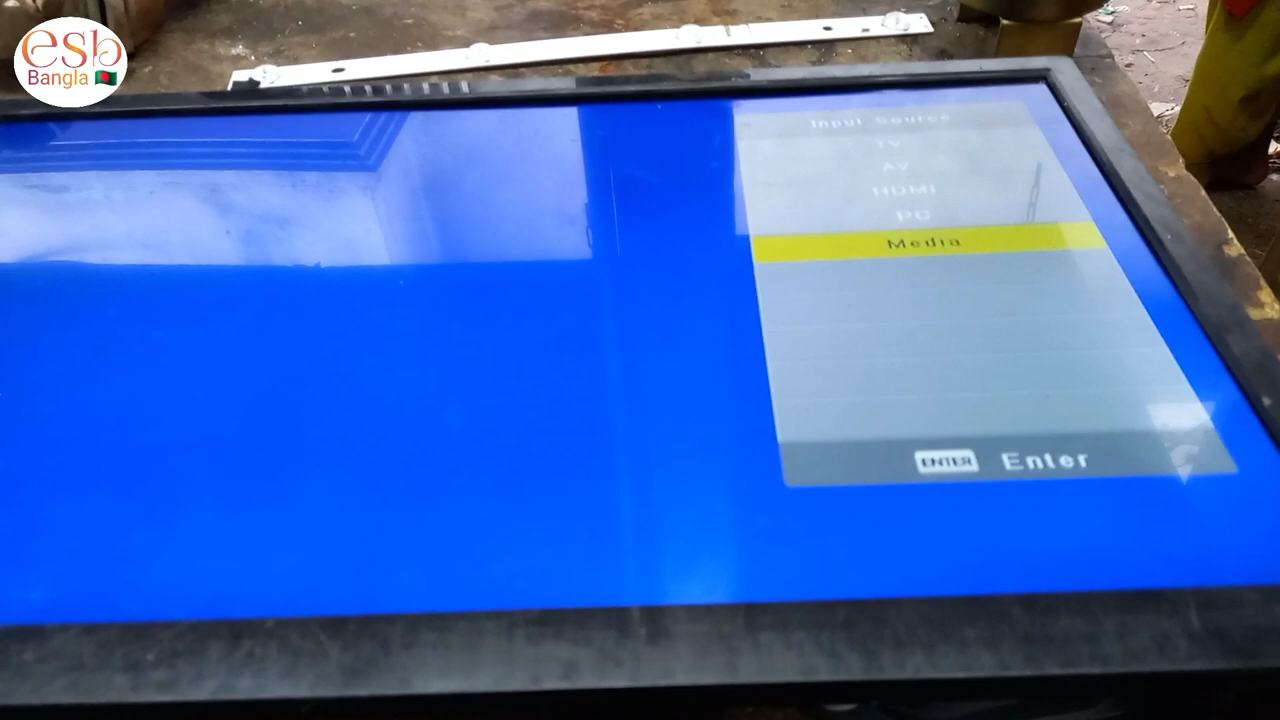 esb
Bangla
Input Source
TV
AV
HDMI
PC
Media
ENTER Enter